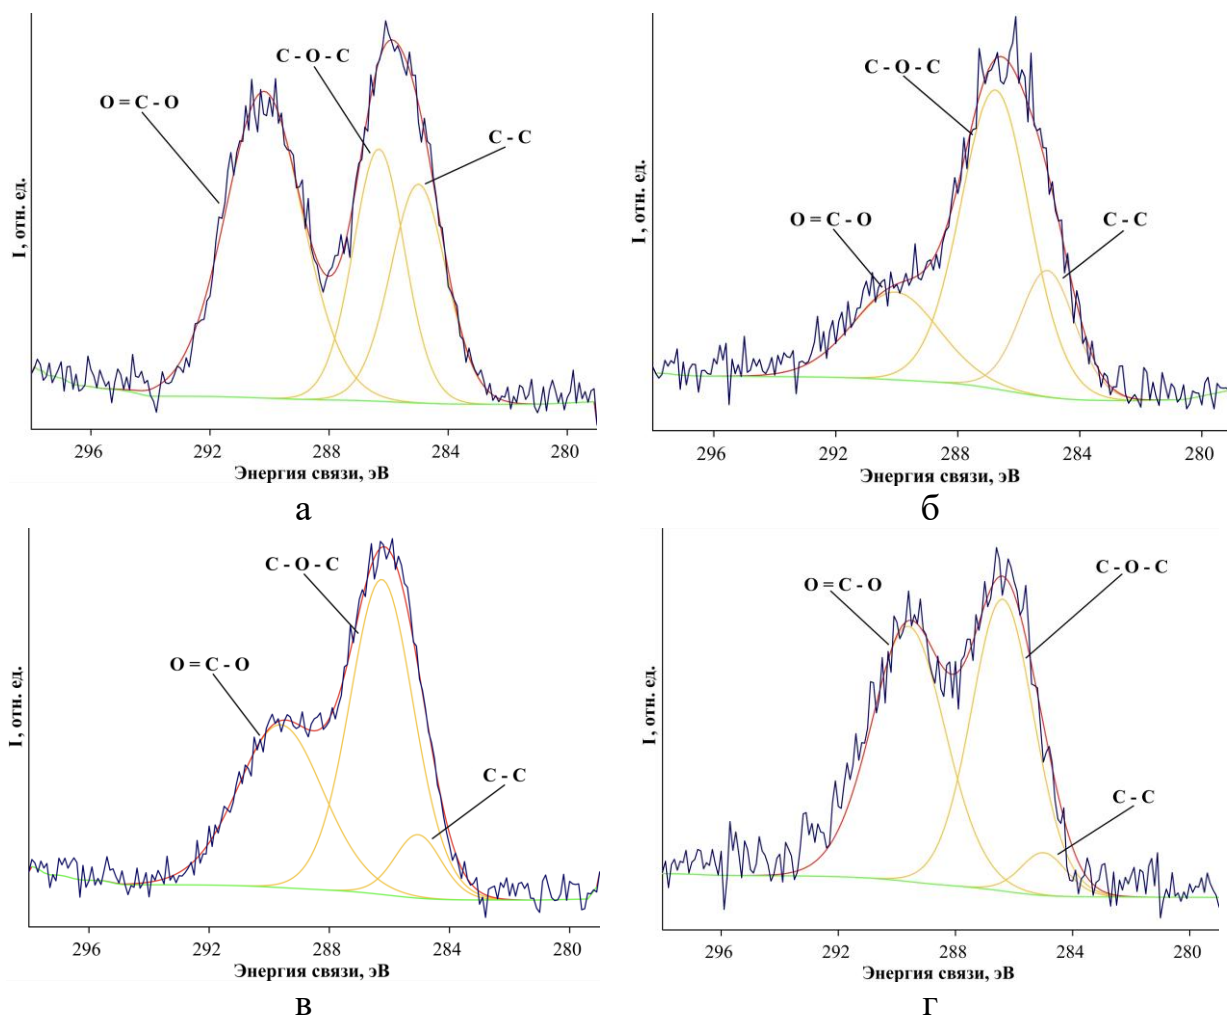 C - O - C
O = C - O
C - C
I , отн. ед.
296 292 288 284 280
Энергия связи, эВ
а
C - O - C
O = C - O
C - C
I , отн. ед.
296 292 288 284 280
Энергия связи, эВ
б
C - O - C
O = C - O
C - C
I , отн. ед.
296 292 288 284 280
Энергия связи, эВ
в
C - O - C
O = C - O
C - C
I , отн. ед.
296 292 288 284 280
Энергия связи, эВ
г